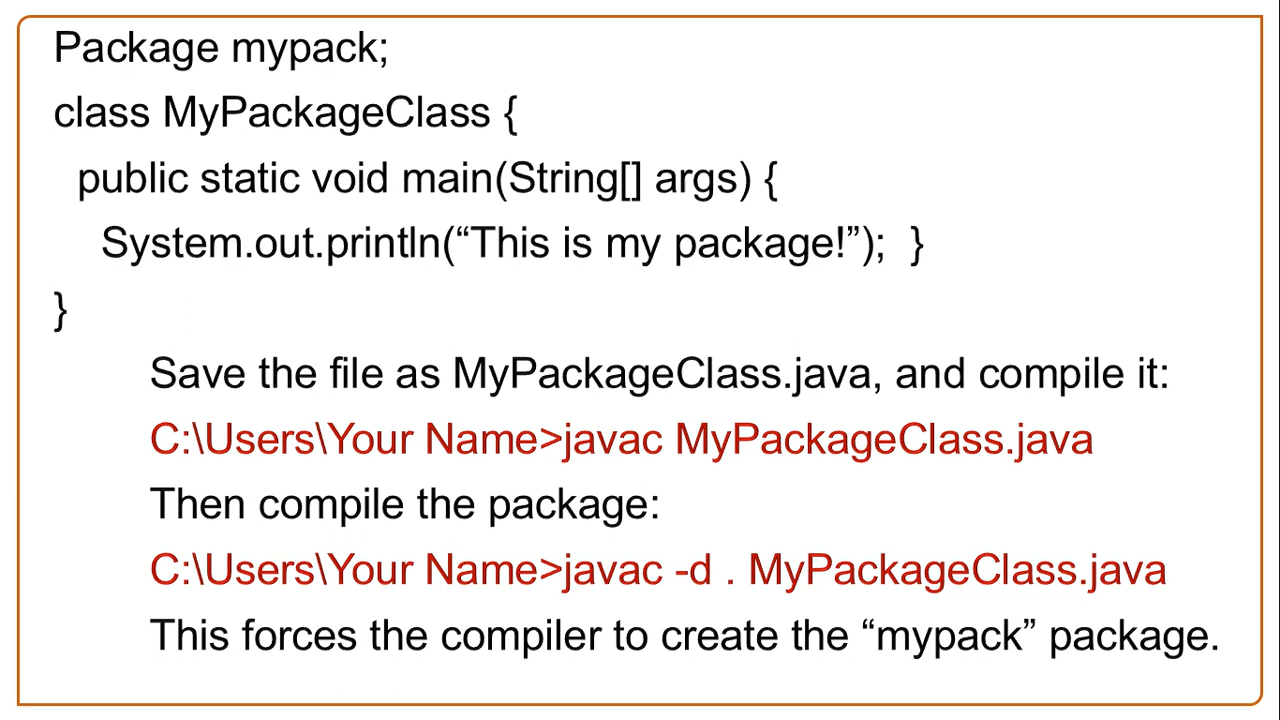 Package mypack;
class MyPackageClass {
public static void main(String[] args) {
System.out.println(“This is my package!”); }
}
Save the file as MyPackageClass.java, and compile it:
C:\Users\Your Name>javac MyPackageClass.java
Then compile the package:
C:\Users\Your Name>javac -d . MyPackageClass.java
This forces the compiler to create the “mypack” package.